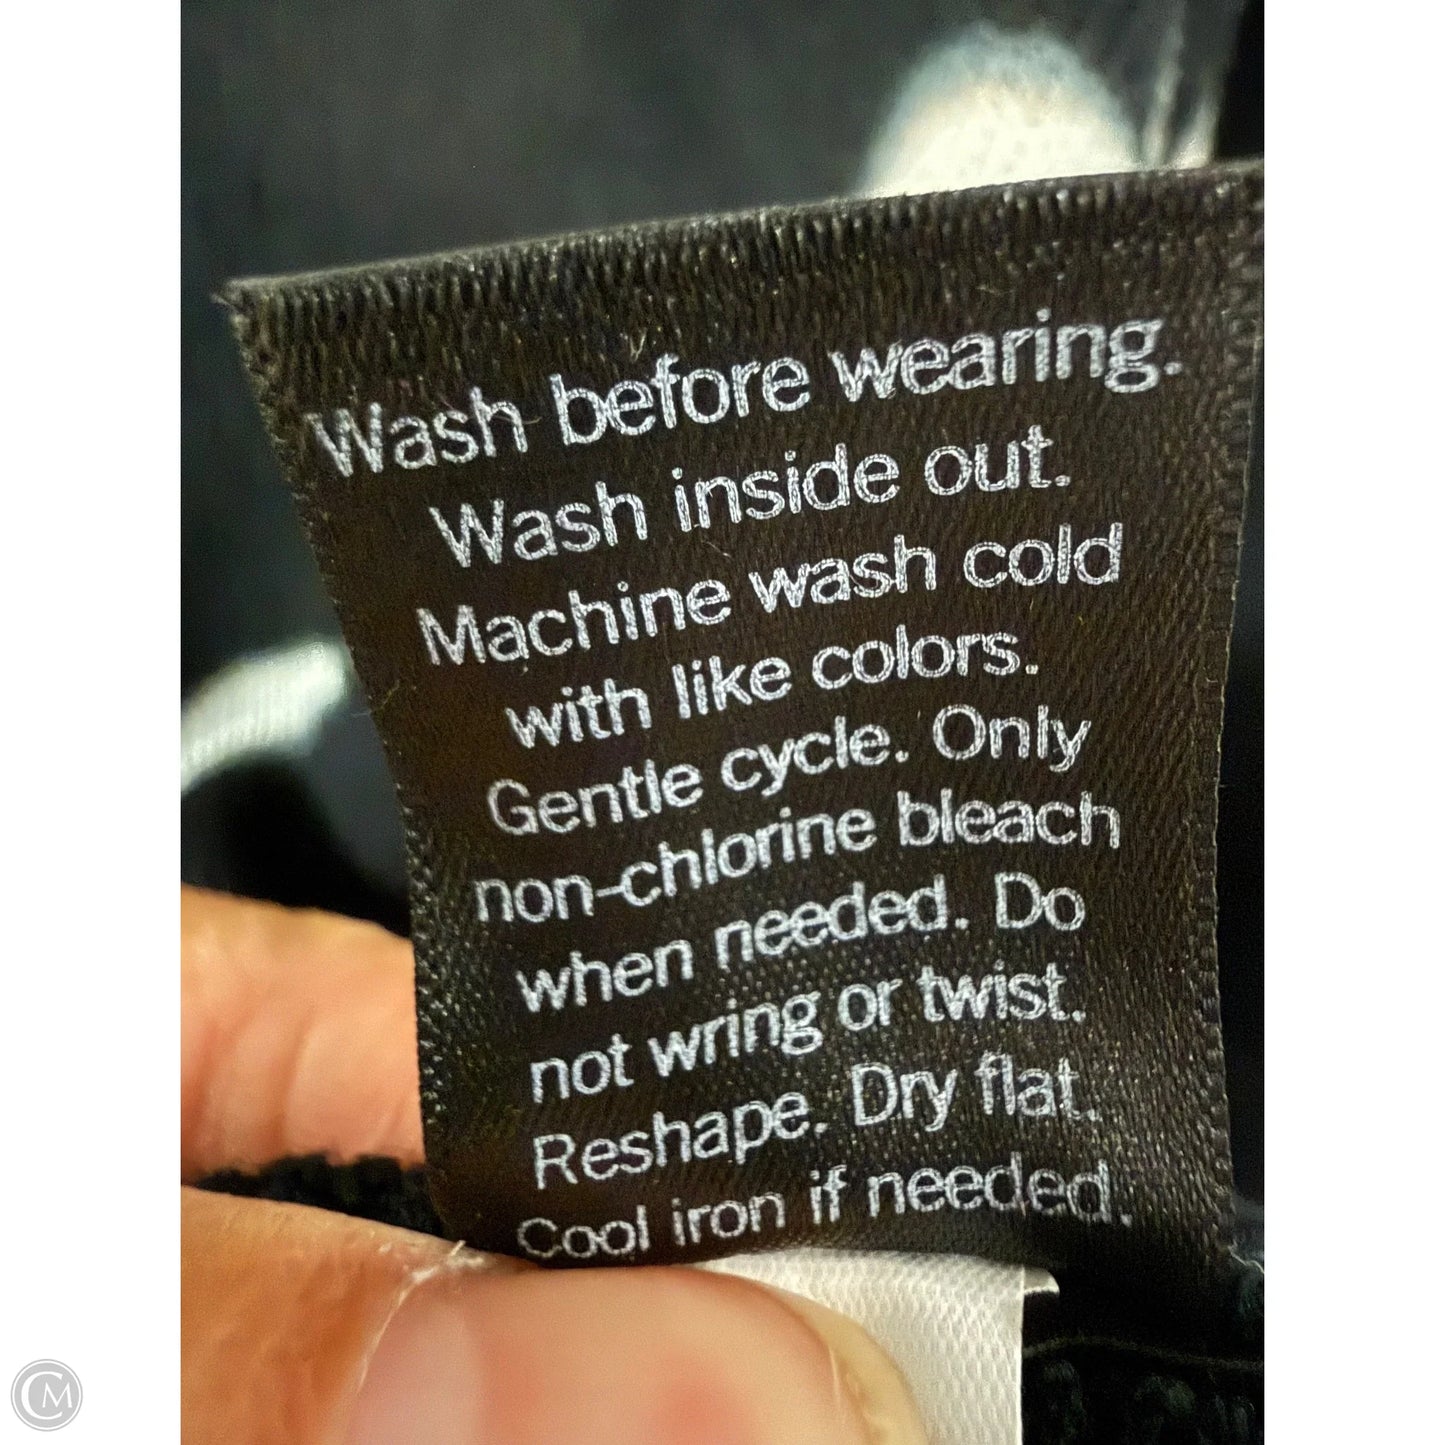 Wash before wearing.
Wash inside out.
Machine wash cold
with like colors.
Gentle cycle. Only
non-chlorine bleach
when needed. Do
not wring or twist.
Reshape. Dry flat.
Cool iron if needed.
CM